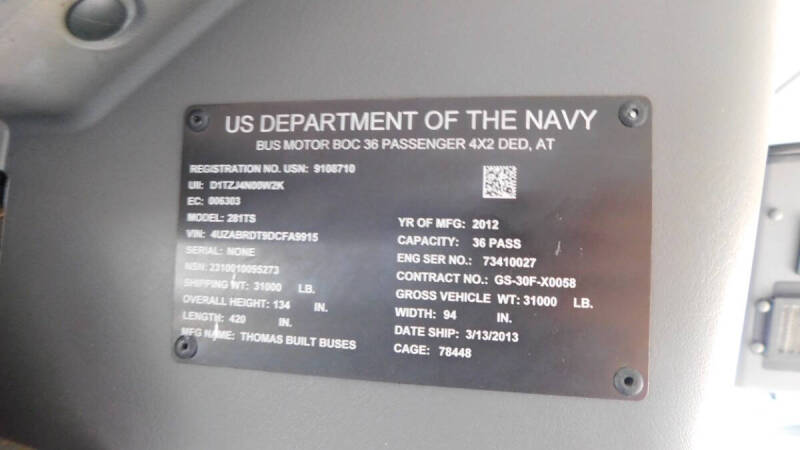 US DEPARTMENT OF THE NAVY
BUS MOTOR BOC 36 PASSENGER 4X2 DED, AT
REGISTRATION NO. USN: 9108710
UII: D1TZJ4N00W2K
EC: 006303
MODEL: 281TS
VIN: 4UZABRDT9DCFA9915
SERIAL: NONE
NSN: 2310010955273
SHIPPING WT: 31000 LB.
OVERALL HEIGHT: 134 IN.
LENGTH: 420 IN.
MFG NAME: THOMAS BUILT BUSES
YR OF MFG: 2012
CAPACITY: 36 PASS
ENG SER NO.: 73410027
CONTRACT NO.: GS-30F-X0058
GROSS VEHICLE WT: 31000 LB.
WIDTH: 94 IN.
DATE SHIP: 3/13/2013
CAGE: 78448